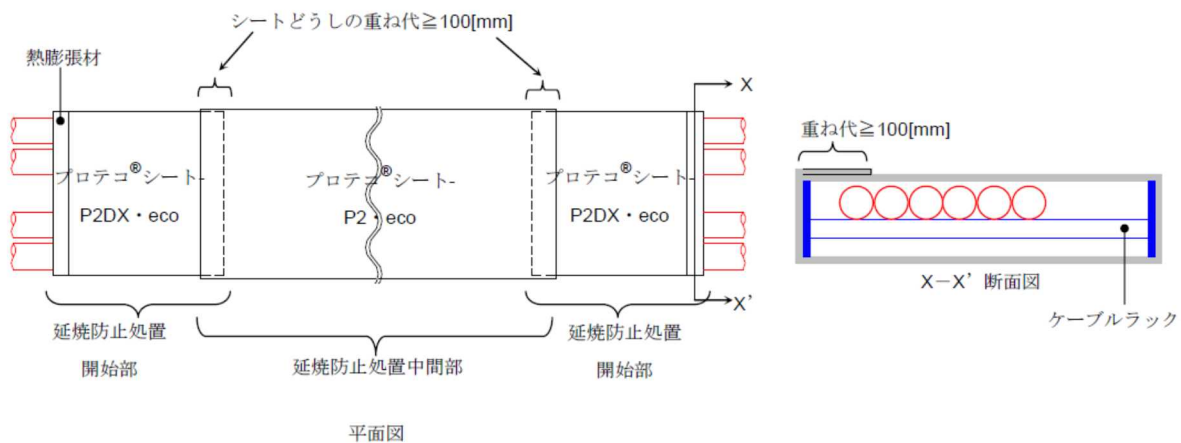 シートどうしの重ね代≧100[mm]
熱膨張材
X
重ね代≧100[mm]
プロテコ®シート-
P2DX・eco
プロテコ®シート-
P2・eco
プロテコ®シート-
P2DX・eco
X－X’断面図
X'
ケーブルラック
延焼防止処置
開始部
延焼防止処置中間部
延焼防止処置
開始部
平面図